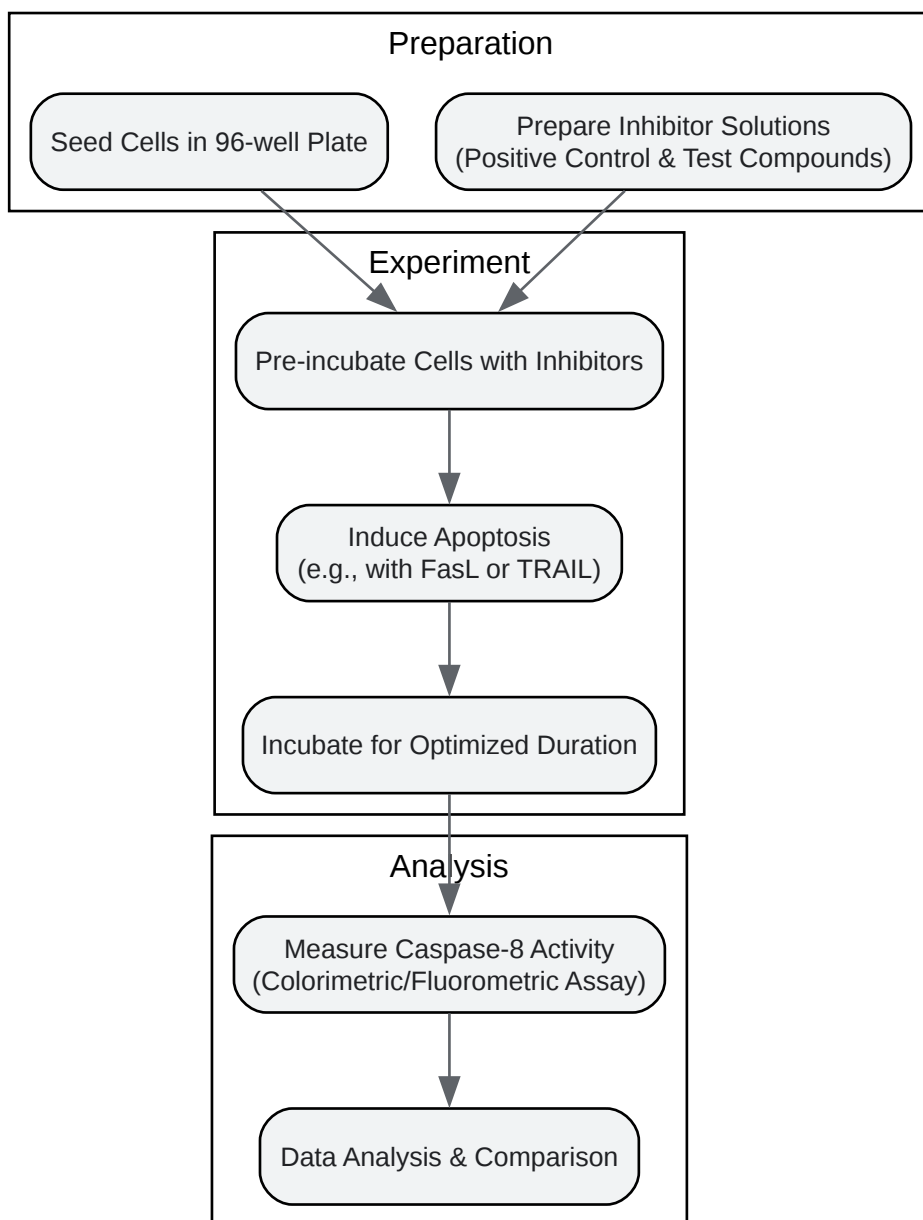 Preparation
Seed Cells in 96-well Plate
Prepare Inhibitor Solutions
(Positive Control & Test Compounds)
Experiment
Pre-incubate Cells with Inhibitors
Induce Apoptosis
(e.g., with FasL or TRAIL)
Incubate for Optimized Duration
Analysis
Measure Caspase-8 Activity
(Colorimetric/Fluorometric Assay)
Data Analysis & Comparison